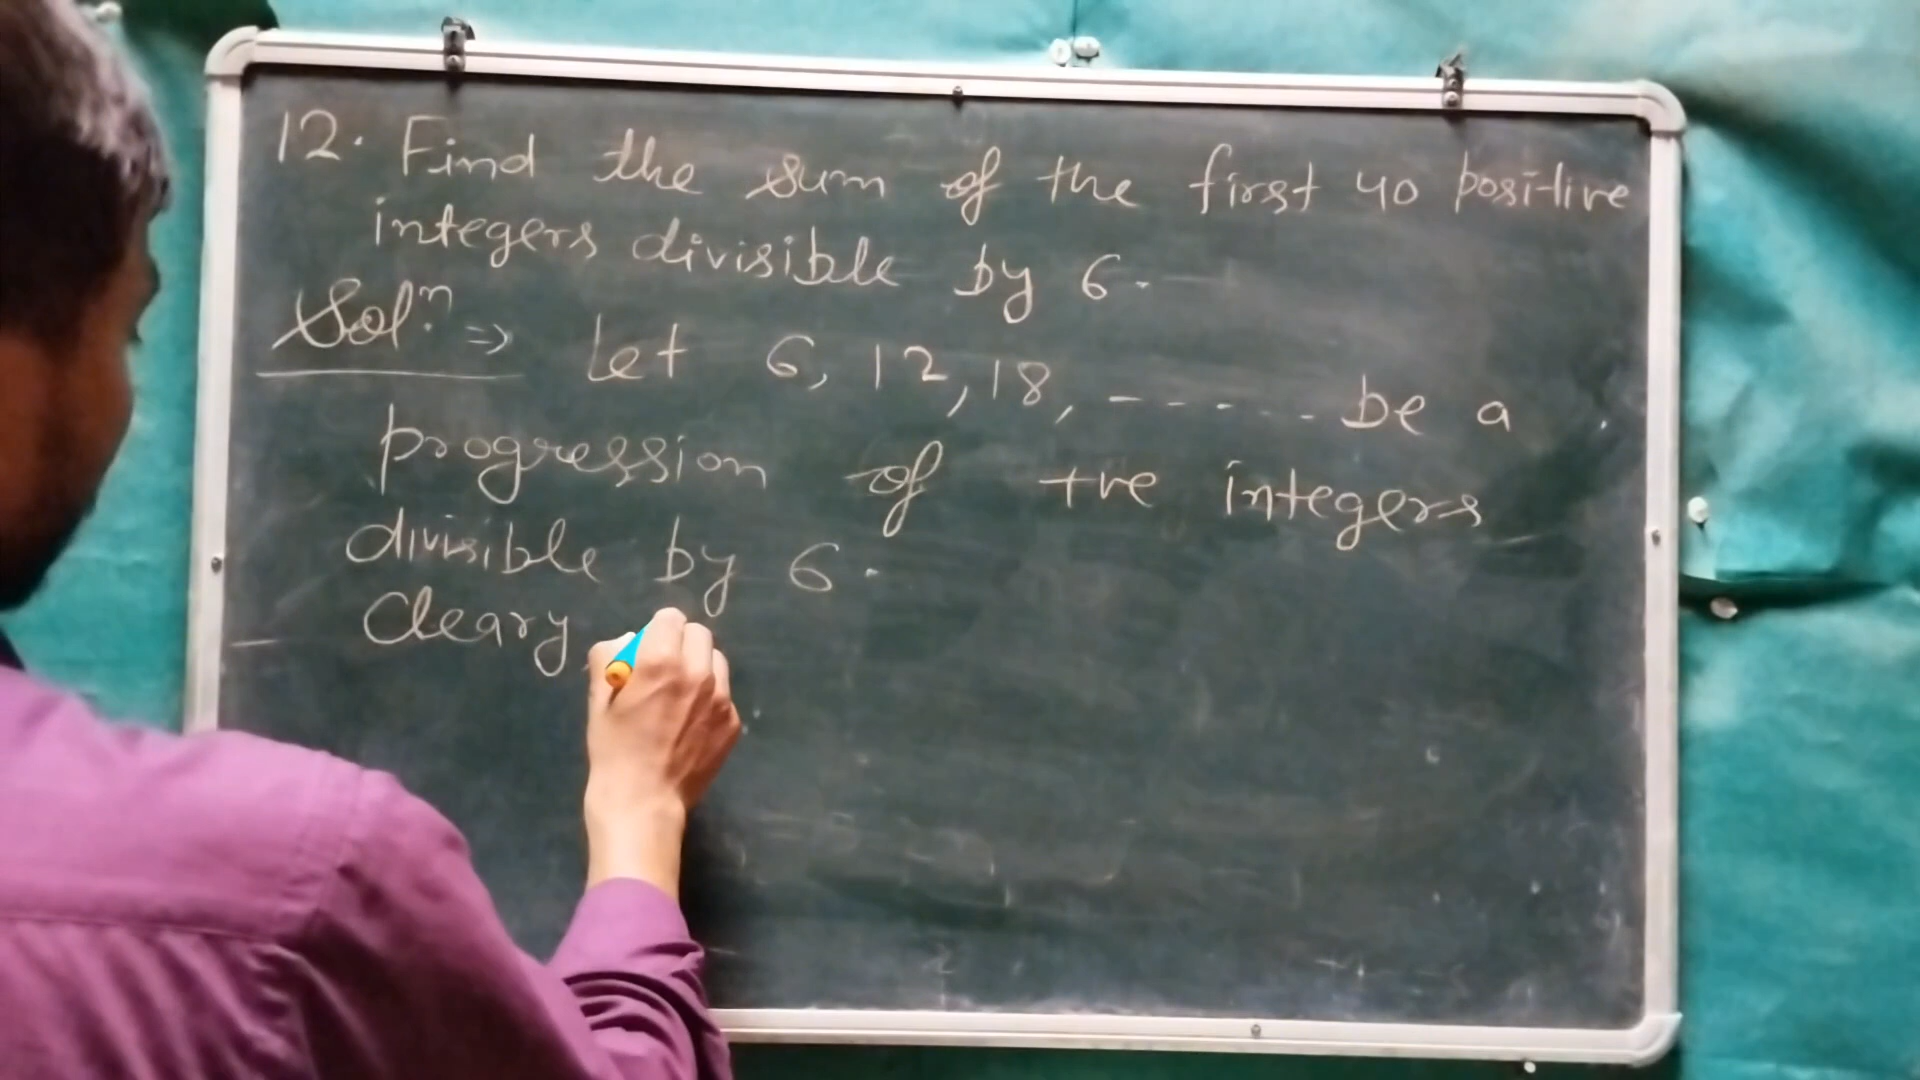 12. Find the sum of the first 40 positive
integers divisible by 6.
Solⁿ. => Let 6, 12, 18, ------ be a
progression of +ve integers
divisible by 6.
Cleary,